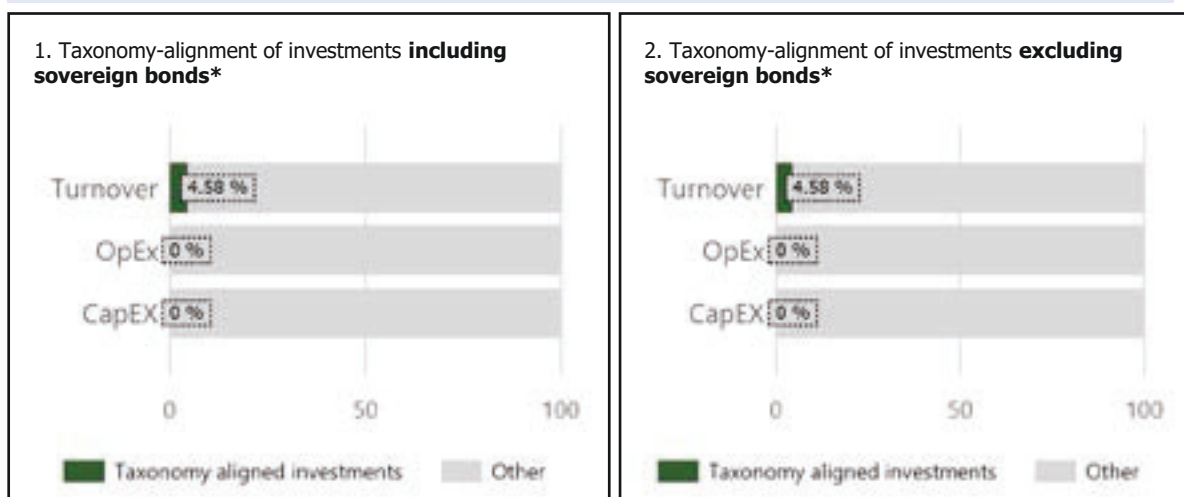 1. Taxonomy-alignment of investments including
sovereign bonds*
Turnover
4.58 %
OpEx
0 %
CapEX
0 %
0
50
100
Taxonomy aligned investments
Other
2. Taxonomy-alignment of investments excluding
sovereign bonds*
Turnover
4.58 %
OpEx
0 %
CapEX
0 %
0
50
100
Taxonomy aligned investments
Other